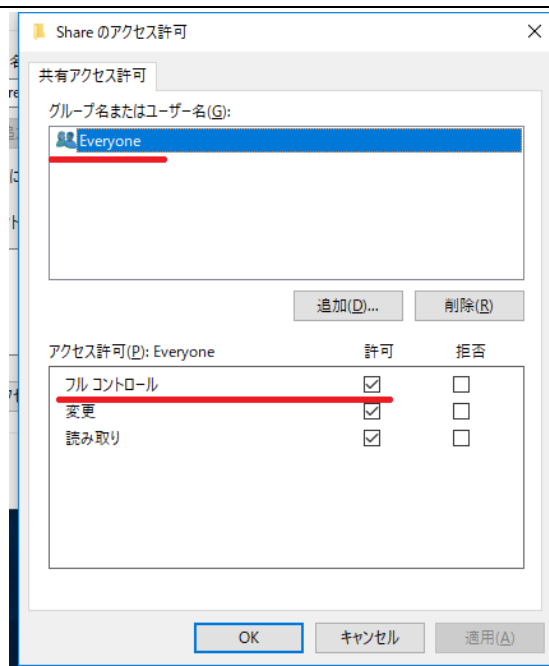 Share のアクセス許可
共有アクセス許可
グループ名またはユーザー名(G):
Everyone
追加(D)...
削除(R)
アクセス許可(P): Everyone 許可 拒否
フル コントロール
変更
読み取り
OK キャンセル 適用(A)